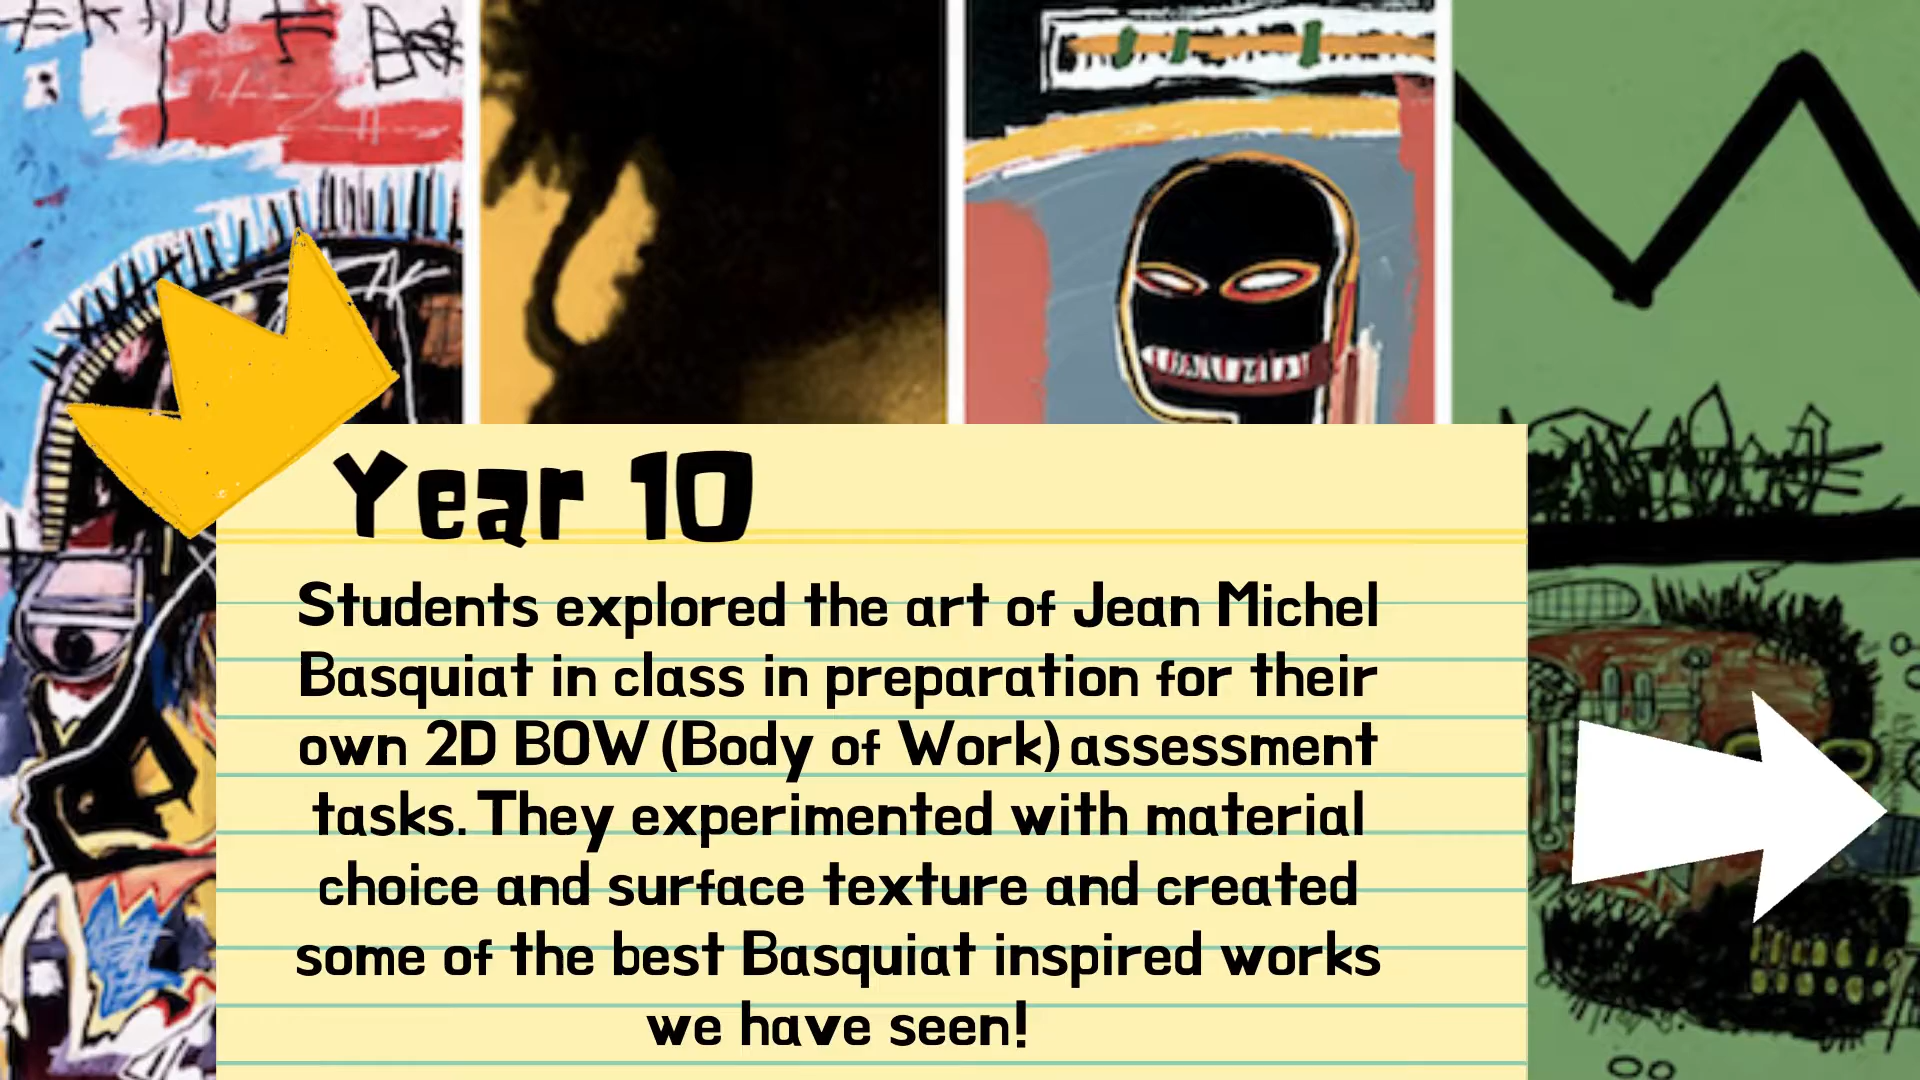 Year 10
Students explored the art of Jean Michel
Basquiat in class in preparation for their
own 2D BOW (Body of Work) assessment
tasks. They experimented with material
choice and surface texture and created
some of the best Basquiat inspired works
we have seen!